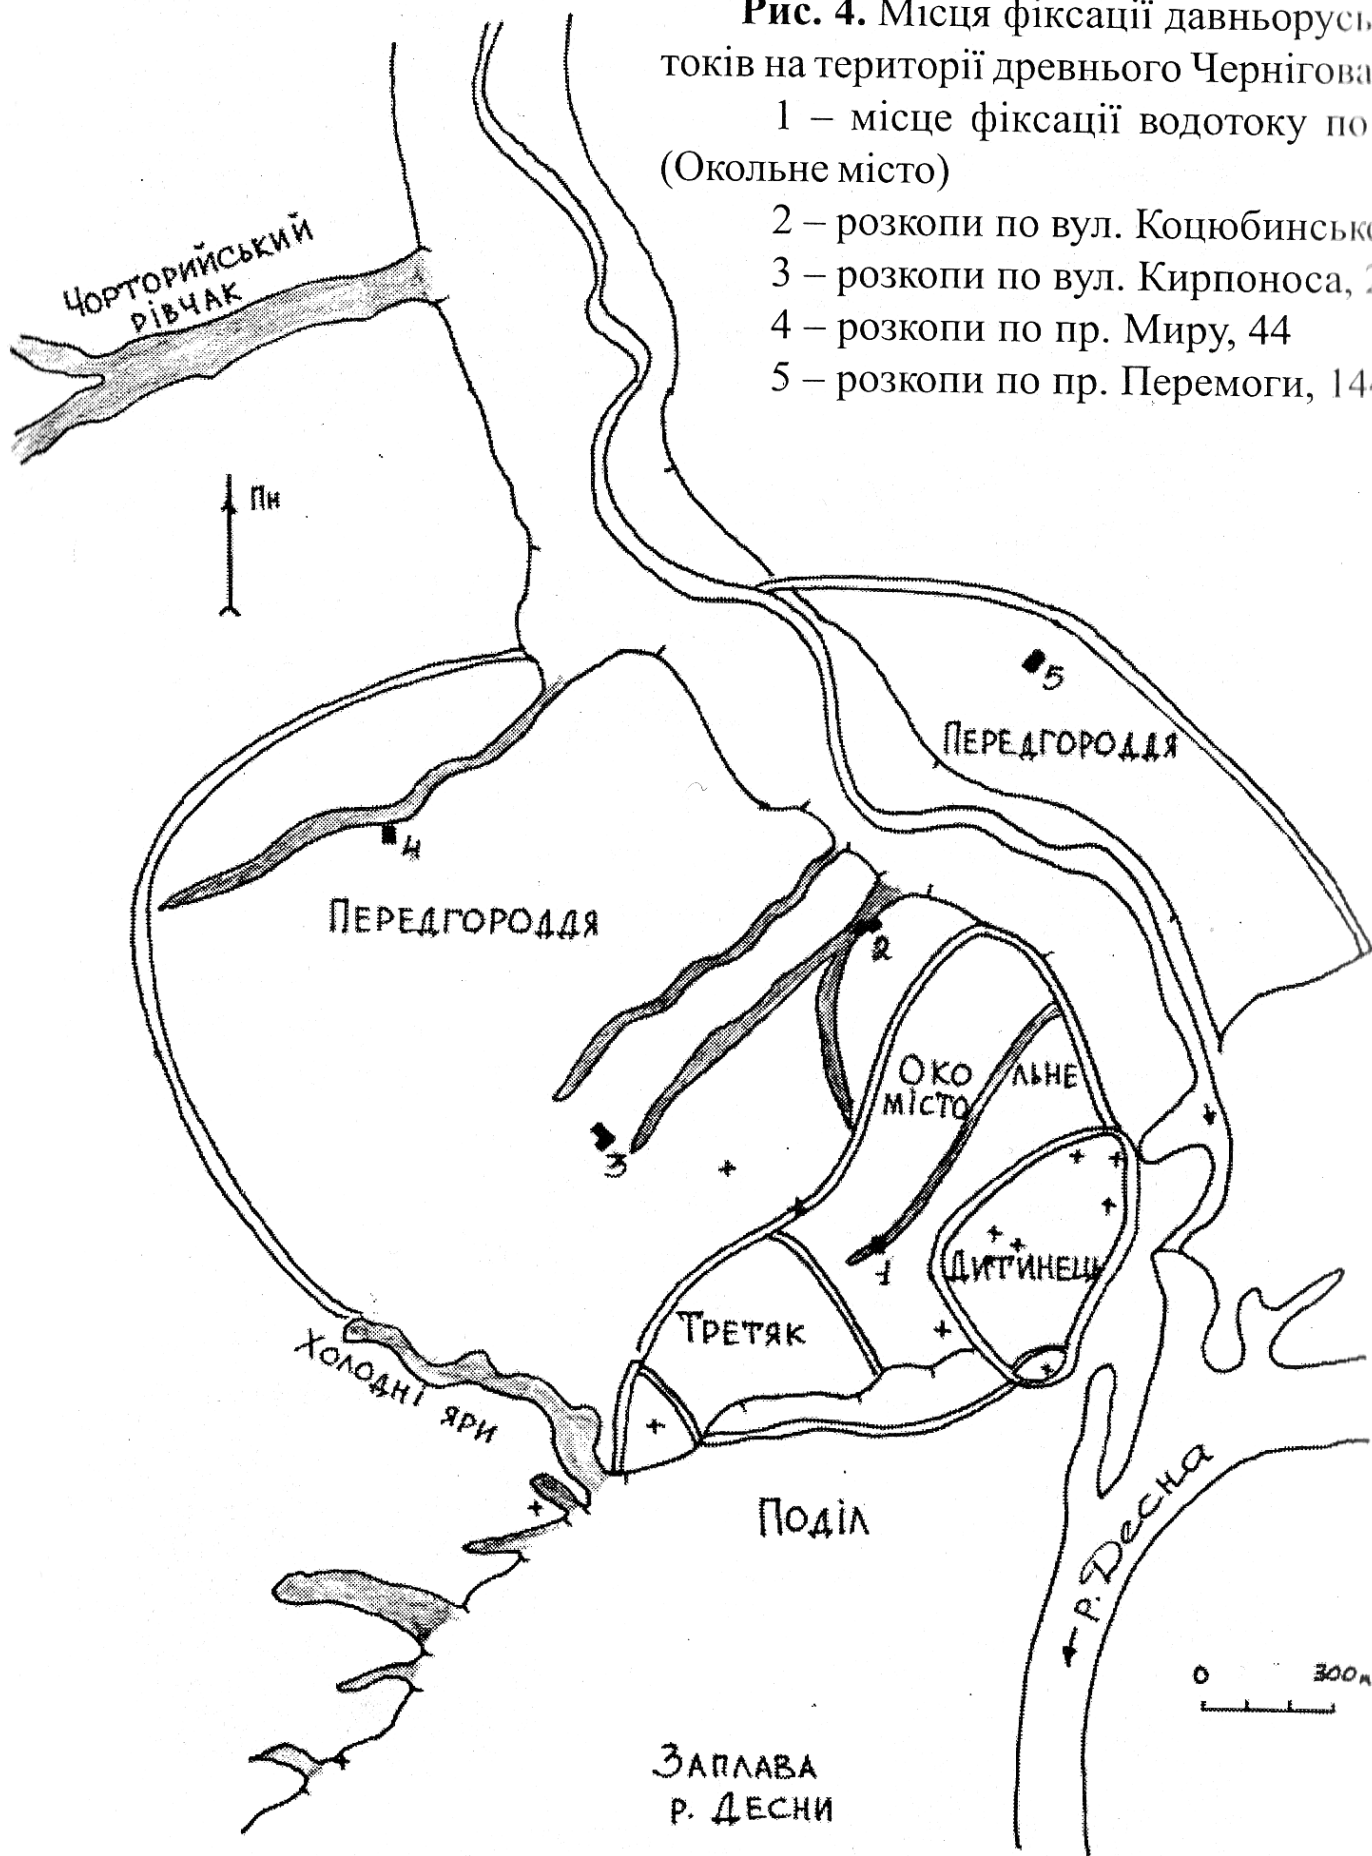 Рис. 4. Місця фіксації давньорусь
токів на території древнього Чернігова
1 – місце фіксації водотоку по
(Окольне місто)
2 – розкопи по вул. Коцюбинсько
3 – розкопи по вул. Кирпоноса,
4 – розкопи по пр. Миру, 44
5 – розкопи по пр. Перемоги, 14
ЧОРТОРИЙСЬКИЙ
РІВЧАК
Пн
5
ПЕРЕДГОРОДДЯ
4
ПЕРЕДГОРОДДЯ
2
ОКО ЛЬНЕ
МІСТО
3
1
ДИТИНЕЦЬ
ТРЕТЯК
ХОЛОДНІ ЯРИ
ПОДІЛ
р. Десна
0 300м
ЗАПЛАВА
Р. ДЕСНИ